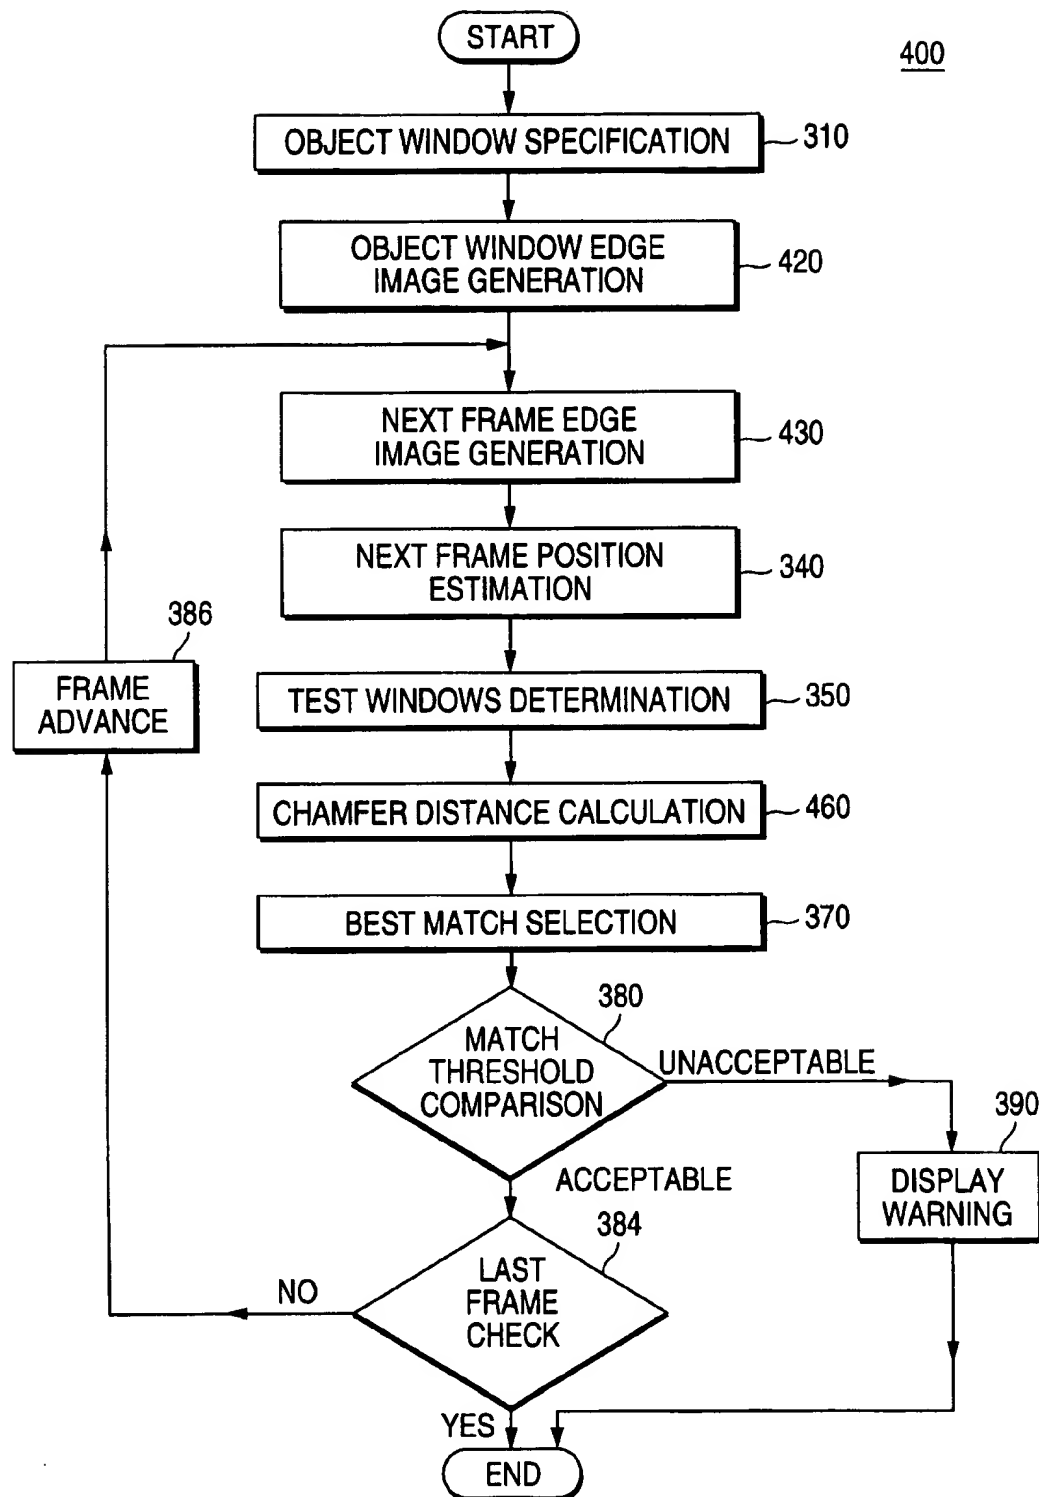 START
400
OBJECT WINDOW SPECIFICATION
310
OBJECT WINDOW EDGE
IMAGE GENERATION
420
NEXT FRAME EDGE
IMAGE GENERATION
430
NEXT FRAME POSITION
ESTIMATION
340
386
FRAME
ADVANCE
TEST WINDOWS DETERMINATION
350
CHAMFER DISTANCE CALCULATION
460
BEST MATCH SELECTION
370
380
MATCH
THRESHOLD
COMPARISON
UNACCEPTABLE
390
DISPLAY
WARNING
ACCEPTABLE
384
LAST
FRAME
CHECK
NO
YES
END